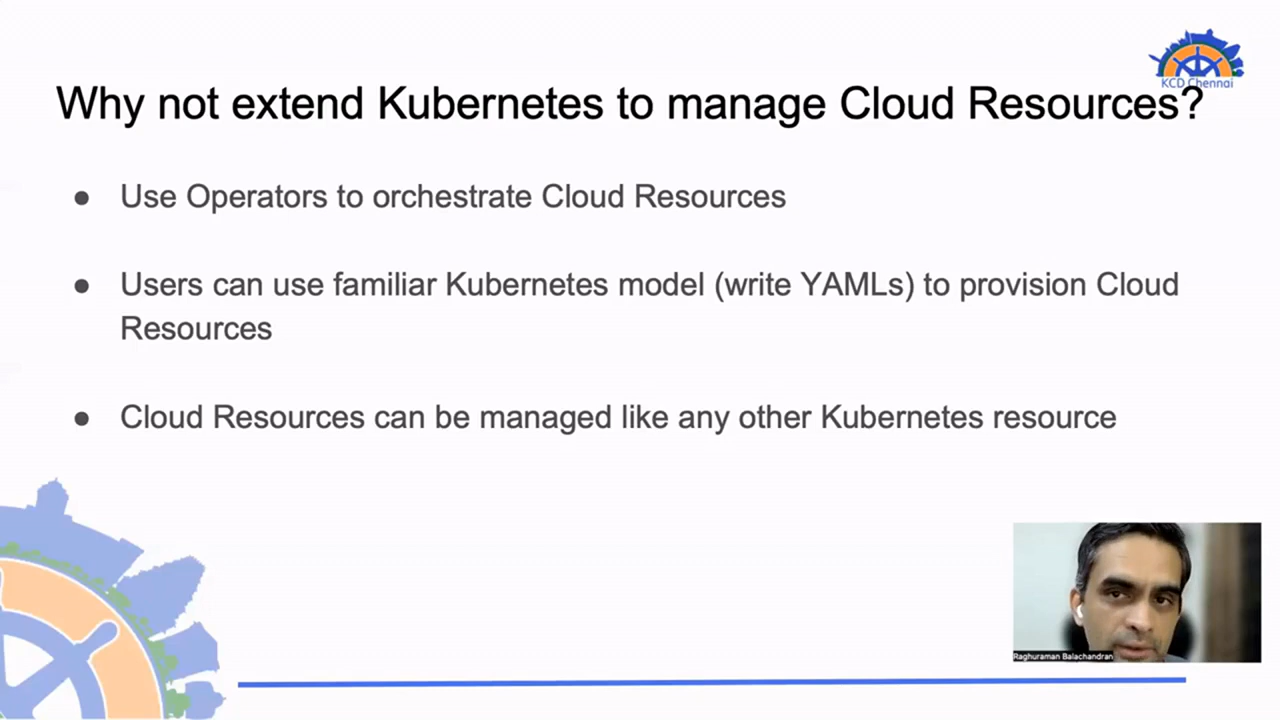 KCD Chennai
Why not extend Kubernetes to manage Cloud Resources?
● Use Operators to orchestrate Cloud Resources
● Users can use familiar Kubernetes model (write YAMLs) to provision Cloud
Resources
● Cloud Resources can be managed like any other Kubernetes resource
Raghuraman Balachandran